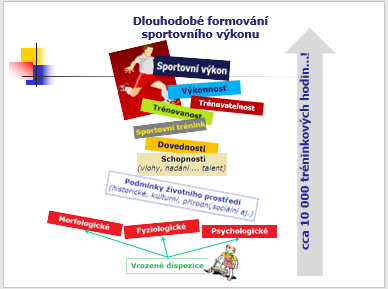 Dlouhodobé formování
sportovního výkonu
Sportovní výkon
Výkonnost
Trénovatelnost
Trénovanost
Sportovní trénink
Dovednosti
Schopnosti
(vlohy, nadání ... talent)
Podmínky životního prostředí
(historické, kulturní, přírodní,sociální aj.)
Morfologické
Fyziologické
Psychologické
Vrozené dispozice
cca 10 000 tréninkových hodin...!